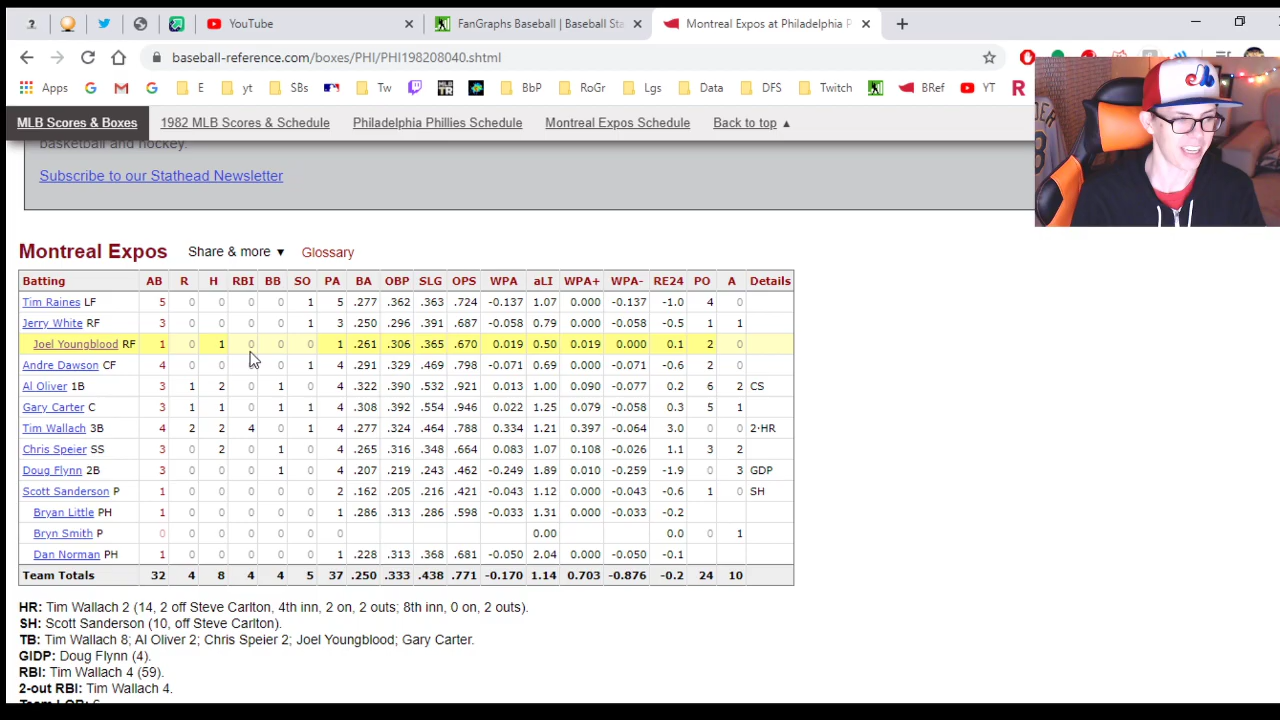 YouTube
FanGraphs Baseball | Baseball Sta
Montreal Expos at Philadelphia P
baseball-reference.com/boxes/PHI/PHI198208040.shtml
Apps E yt SBs Tw BbP RoGr Lgs Data DFS Twitch BRef YT
MLB Scores & Boxes 1982 MLB Scores & Schedule Philadelphia Phillies Schedule Montreal Expos Schedule Back to top ▲
basketball and hockey.
Subscribe to our Stathead Newsletter
Montreal Expos Share & more ▼ Glossary
Batting AB R H RBI BB SO PA BA OBP SLG OPS WPA aLI WPA+ WPA- RE24 PO A Details
Tim Raines LF 5 0 0 0 0 1 5 .277 .362 .363 .724 -0.137 1.07 0.000 -0.137 -1.0 4 0
Jerry White RF 3 0 0 0 0 1 3 .250 .296 .391 .687 -0.058 0.79 0.000 -0.058 -0.5 1 1
Joel Youngblood RF 1 0 1 0 0 0 1 .261 .306 .365 .670 0.019 0.50 0.019 0.000 0.1 2 0
Andre Dawson CF 4 0 0 0 0 1 4 .291 .329 .469 .798 -0.071 0.69 0.000 -0.071 -0.6 2 0
Al Oliver 1B 3 1 2 0 1 0 4 .322 .390 .532 .921 0.013 1.00 0.090 -0.077 0.2 6 2 CS
Gary Carter C 3 1 1 0 1 1 4 .308 .392 .554 .946 0.022 1.25 0.079 -0.058 0.3 5 1
Tim Wallach 3B 4 2 2 4 0 1 4 .277 .324 .464 .788 0.334 1.21 0.397 -0.064 3.0 0 0 2·HR
Chris Speier SS 3 0 2 0 1 0 4 .265 .316 .348 .664 0.083 1.07 0.108 -0.026 1.1 3 2
Doug Flynn 2B 3 0 0 0 1 0 4 .207 .219 .243 .462 -0.249 1.89 0.010 -0.259 -1.9 0 3 GDP
Scott Sanderson P 1 0 0 0 0 0 2 .162 .205 .216 .421 -0.043 1.12 0.000 -0.043 -0.6 1 0 SH
Bryan Little PH 1 0 0 0 0 0 1 .286 .313 .286 .598 -0.033 1.31 0.000 -0.033 -0.2
Bryn Smith P 0 0 0 0 0 0 0 0.00 0.0 0 1
Dan Norman PH 1 0 0 0 0 0 1 .228 .313 .368 .681 -0.050 2.04 0.000 -0.050 -0.1
Team Totals 32 4 8 4 4 5 37 .250 .333 .438 .771 -0.170 1.14 0.703 -0.876 -0.2 24 10
HR: Tim Wallach 2 (14, 2 off Steve Carlton, 4th inn, 2 on, 2 outs; 8th inn, 0 on, 2 outs).
SH: Scott Sanderson (10, off Steve Carlton).
TB: Tim Wallach 8; Al Oliver 2; Chris Speier 2; Joel Youngblood; Gary Carter.
GIDP: Doug Flynn (4).
RBI: Tim Wallach 4 (59).
2-out RBI: Tim Wallach 4.